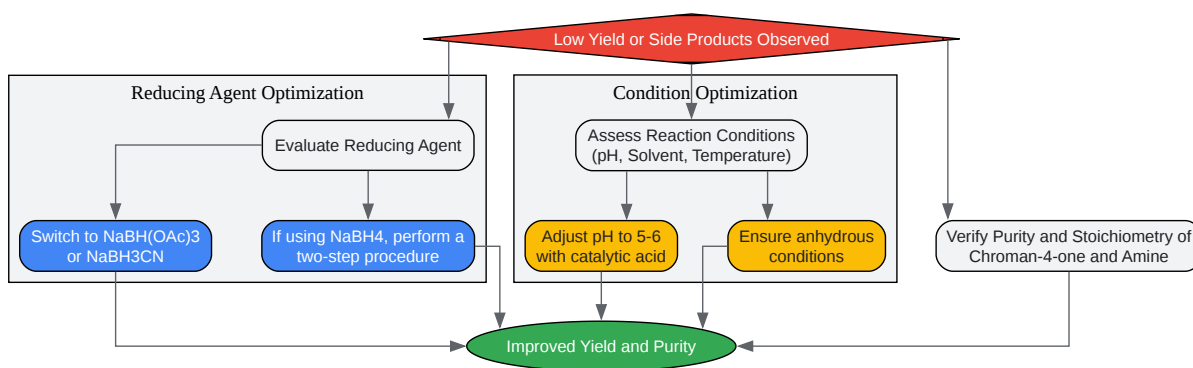 Low Yield or Side Products Observed
Reducing Agent Optimization
Condition Optimization
Evaluate Reducing Agent
Assess Reaction Conditions
(pH, Solvent, Temperature)
Switch to NaBH(OAc)3
or NaBH3CN
If using NaBH4, perform a
two-step procedure
Adjust pH to 5-6
with catalytic acid
Ensure anhydrous
conditions
Verify Purity and Stoichiometry of
Chroman-4-one and Amine
Improved Yield and Purity